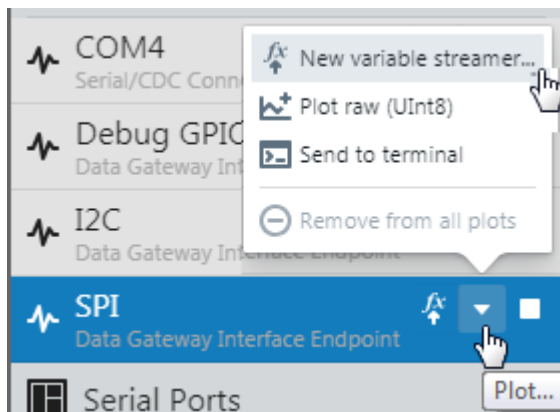 COM4
Serial/CDC Conn
Debug GPIO
Data Gateway Int
I2C
Data Gateway Interface Endpoint
SPI
Data Gateway Interface Endpoint
Serial Ports
New variable streamer...
Plot raw (UInt8)
Send to terminal
Remove from all plots
Plot...